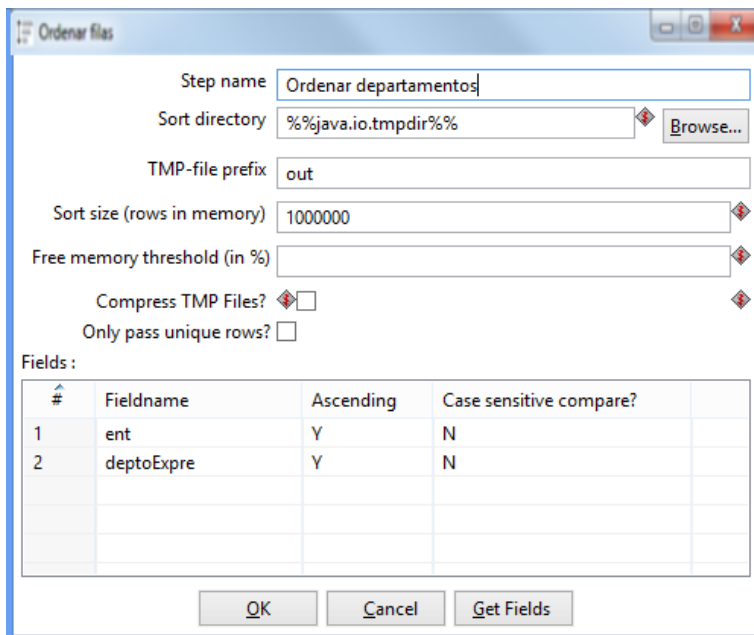 Ordenar filas
Step name Ordenar departamentos
Sort directory %%java.io.tmpdir%% Browse...
TMP-file prefix out
Sort size (rows in memory) 1000000
Free memory threshold (in %)
Compress TMP Files?
Only pass unique rows?
Fields :
# Fieldname Ascending Case sensitive compare?
1 ent Y N
2 deptoExpre Y N
OK Cancel Get Fields